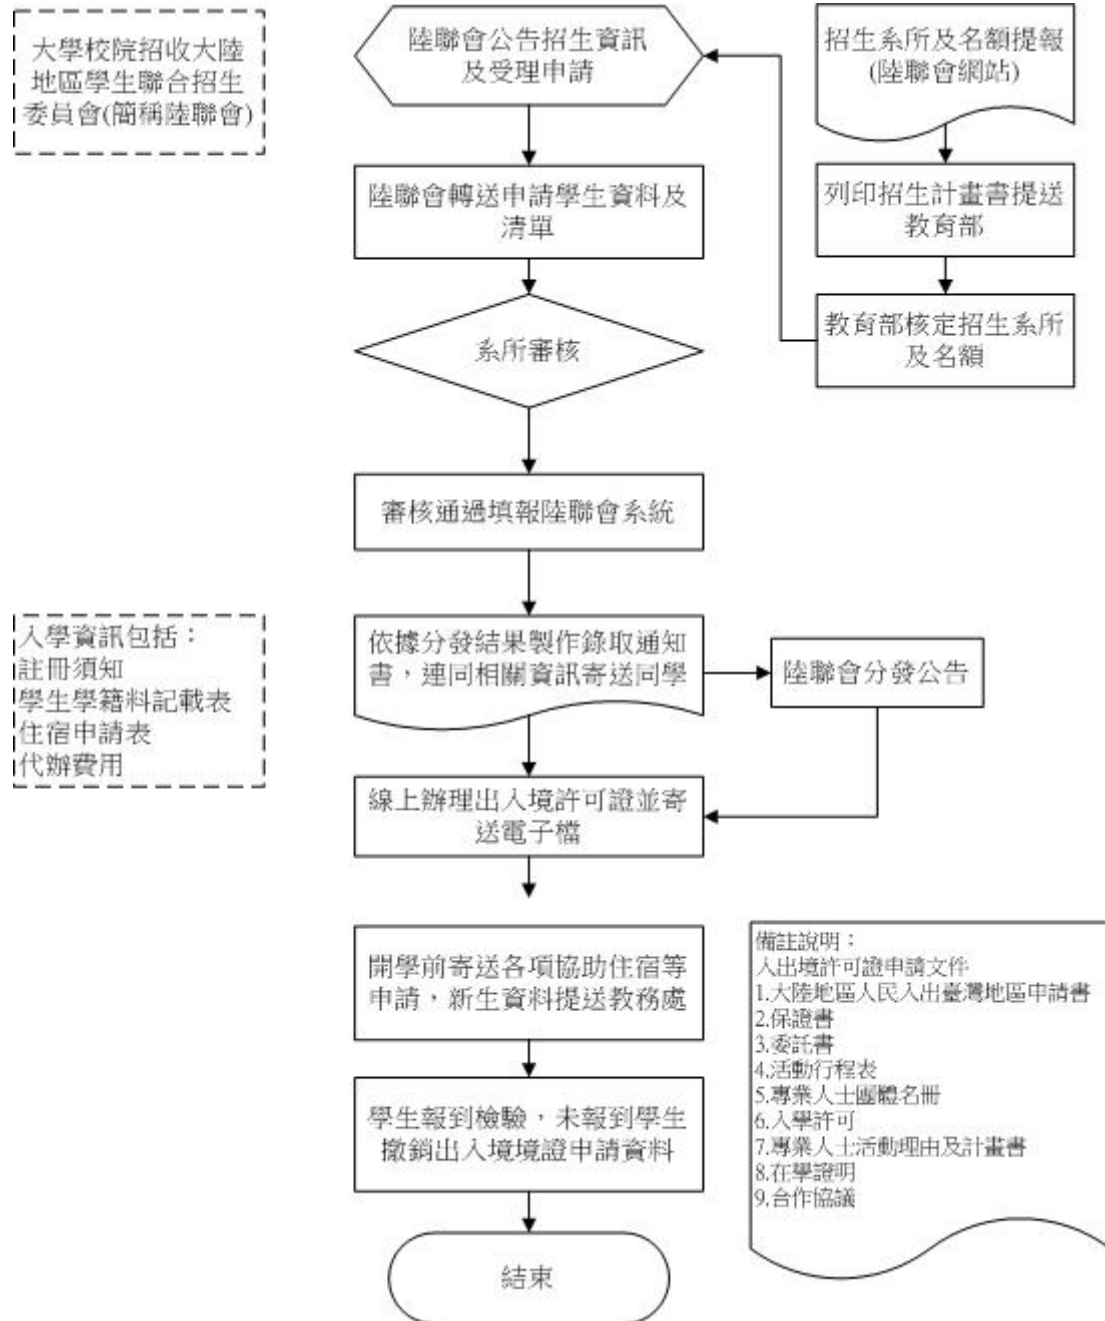 大學校院招收大陸
地區學生聯合招生
委員會(簡稱陸聯會)
陸聯會公告招生資訊
及受理申請
招生系所及名額提報
(陸聯會網站)
列印招生計畫書提送
教育部
教育部核定招生系所
及名額
陸聯會轉送申請學生資料及
清單
系所審核
審核通過填報陸聯會系統
入學資訊包括：
註冊須知
學生學籍料記載表
住宿申請表
代辦費用
依據分發結果製作錄取通知
書，連同相關資訊寄送同學
陸聯會分發公告
線上辦理出入境許可證並寄
送電子檔
開學前寄送各項協助住宿等
申請，新生資料提送教務處
學生報到檢驗，未報到學生
撤銷出入境境證申請資料
結束
備註說明：
入出境許可證申請文件
1.大陸地區人民入出臺灣地區申請書
2.保證書
3.委託書
4.活動行程表
5.專業人士團體名冊
6.入學許可
7.專業人士活動理由及計畫書
8.在學證明
9.合作協議